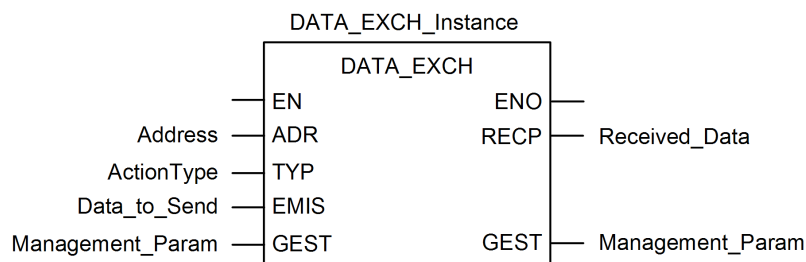 DATA_EXCH_Instance
DATA_EXCH
EN ENO
Address ADR RECP Received_Data
ActionType TYP
Data_to_Send EMIS
Management_Param GEST GEST Management_Param